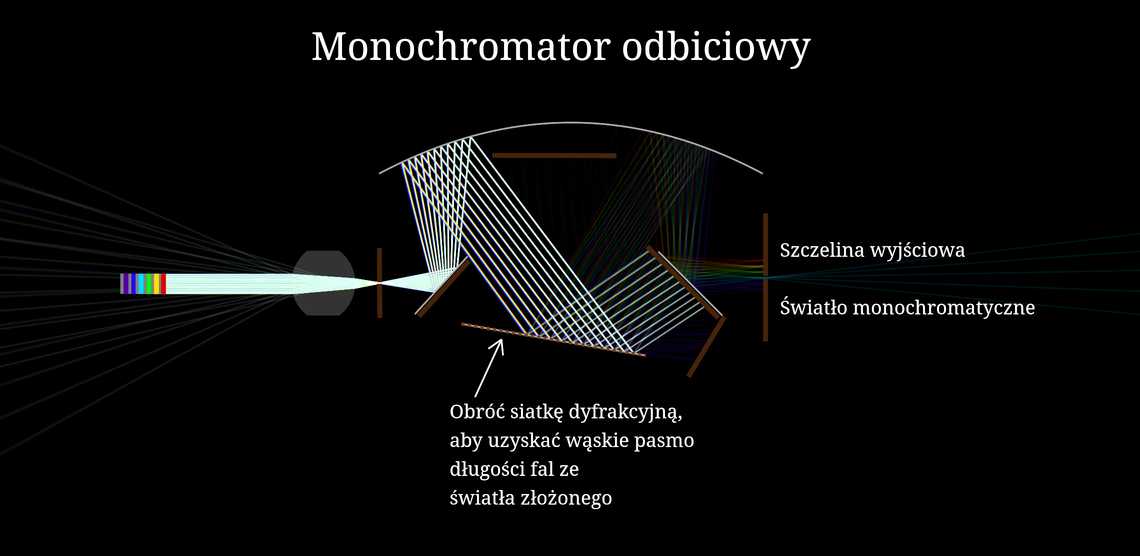 Monochromator odbiciowy
Szczelina wyjściowa
Światło monochromatyczne
Obróć siatkę dyfrakcyjną,
aby uzyskać wąskie pasmo
długości fal ze
światła złożonego